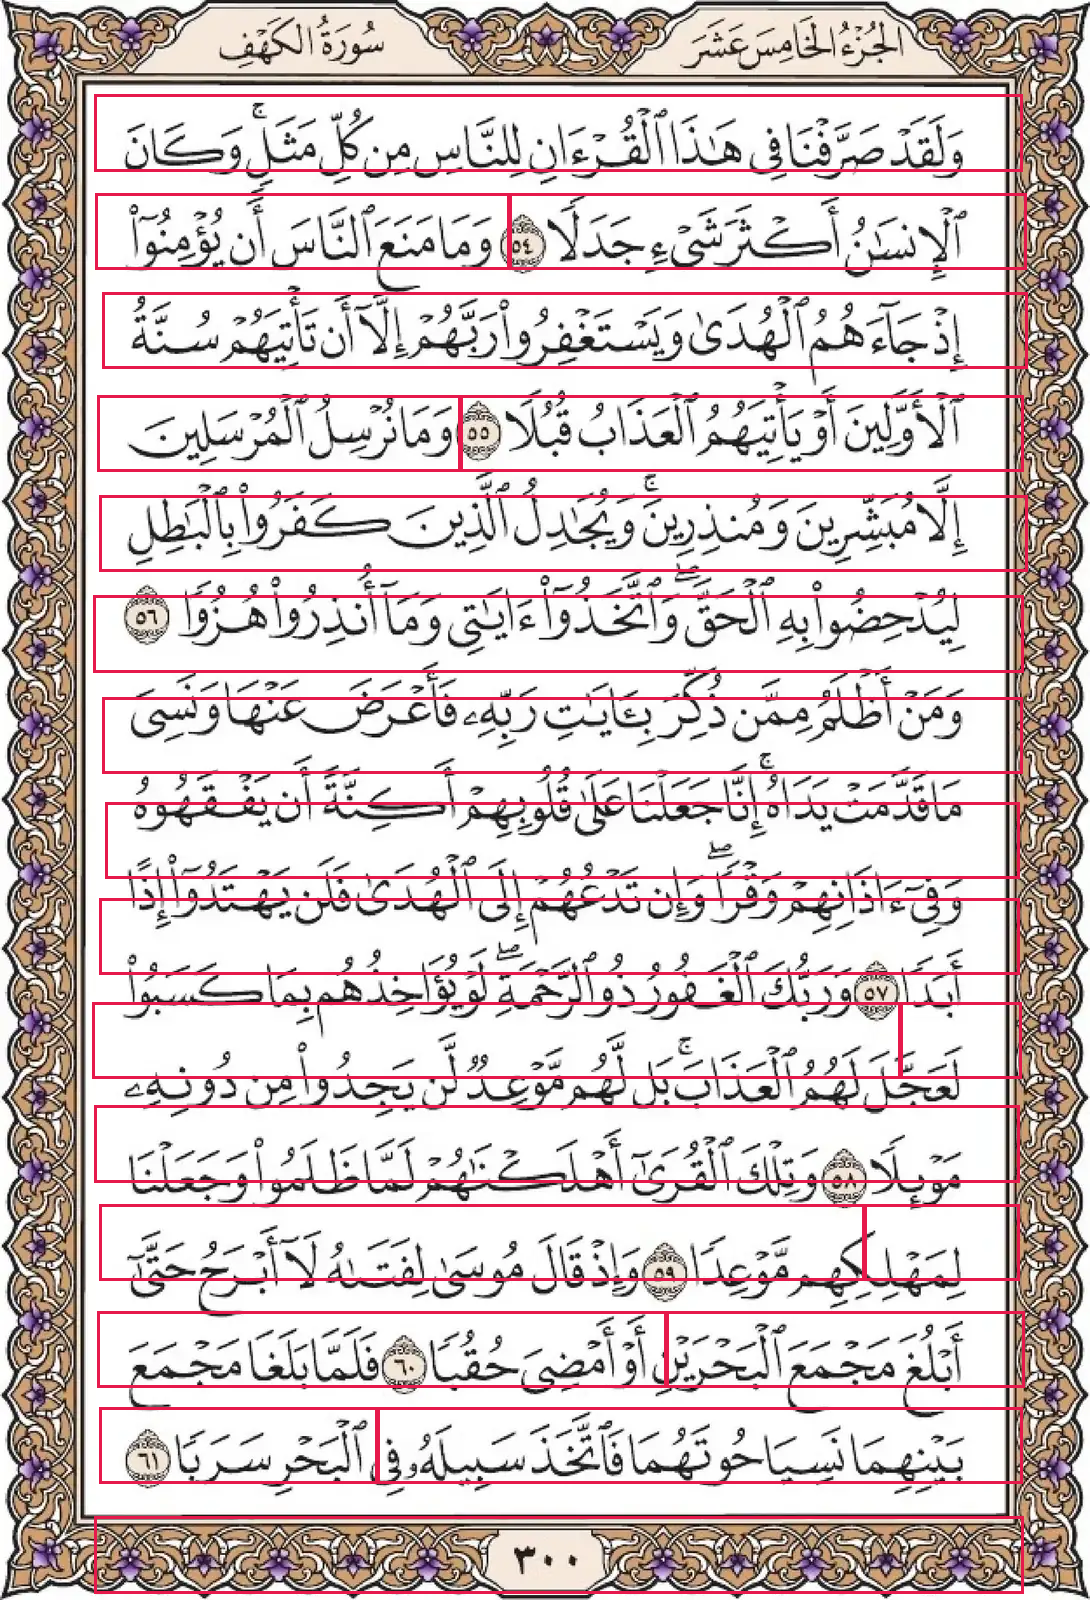 الجزء الخامس عشر
سورة الكهف
وَلَقَدْ صَرَّفْنَا فِى هَٰذَا ٱلْقُرْءَانِ لِلنَّاسِ مِن كُلِّ مَثَلٍۚ وَكَانَ
ٱلْإِنسَٰنُ أَكْثَرَ شَىْءٍ جَدَلًا ٥٤ وَمَا مَنَعَ ٱلنَّاسَ أَن يُؤْمِنُوٓا۟
إِذْ جَآءَهُمُ ٱلْهُدَىٰ وَيَسْتَغْفِرُوا۟ رَبَّهُمْ إِلَّآ أَن تَأْتِيَهُمْ سُنَّةُ
ٱلْأَوَّلِينَ أَوْ يَأْتِيَهُمُ ٱلْعَذَابُ قُبُلًا ٥٥ وَمَا نُرْسِلُ ٱلْمُرْسَلِينَ
إِلَّا مُبَشِّرِينَ وَمُنذِرِينَۚ وَيُجَٰدِلُ ٱلَّذِينَ كَفَرُوا۟ بِٱلْبَٰطِلِ
لِيُدْحِضُوا۟ بِهِ ٱلْحَقَّۖ وَٱتَّخَذُوٓا۟ ءَايَٰتِى وَمَآ أُنذِرُوا۟ هُزُوًا ٥٦
وَمَنْ أَظْلَمُ مِمَّن ذُكِّرَ بِـَٔايَٰتِ رَبِّهِۦ فَأَعْرَضَ عَنْهَا وَنَسِىَ
مَا قَدَّمَتْ يَدَاهُۚ إِنَّا جَعَلْنَا عَلَىٰ قُلُوبِهِمْ أَكِنَّةً أَن يَفْقَهُوهُ
وَفِىٓ ءَاذَانِهِمْ وَقْرًاۖ وَإِن تَدْعُهُمْ إِلَى ٱلْهُدَىٰ فَلَن يَهْتَدُوٓا۟ إِذًا
أَبَدًا ٥٧ وَرَبُّكَ ٱلْغَفُورُ ذُو ٱلرَّحْمَةِۖ لَوْ يُؤَاخِذُهُم بِمَا كَسَبُوا۟
لَعَجَّلَ لَهُمُ ٱلْعَذَابَۚ بَل لَّهُم مَّوْعِدٌ لَّن يَجِدُوا۟ مِن دُونِهِۦ
مَوْئِلًا ٥٨ وَتِلْكَ ٱلْقُرَىٰٓ أَهْلَكْنَٰهُمْ لَمَّا ظَلَمُوا۟ وَجَعَلْنَا
لِمَهْلِكِهِم مَّوْعِدًا ٥٩ وَإِذْ قَالَ مُوسَىٰ لِفَتَىٰهُ لَآ أَبْرَحُ حَتَّىٰٓ
أَبْلُغَ مَجْمَعَ ٱلْبَحْرَيْنِ أَوْ أَمْضِىَ حُقُبًا ٦٠ فَلَمَّا بَلَغَا مَجْمَعَ
بَيْنِهِمَا نَسِيَا حُوتَهُمَا فَٱتَّخَذَ سَبِيلَهُۥ فِى ٱلْبَحْرِ سَرَبًا ٦١
٣٠٠